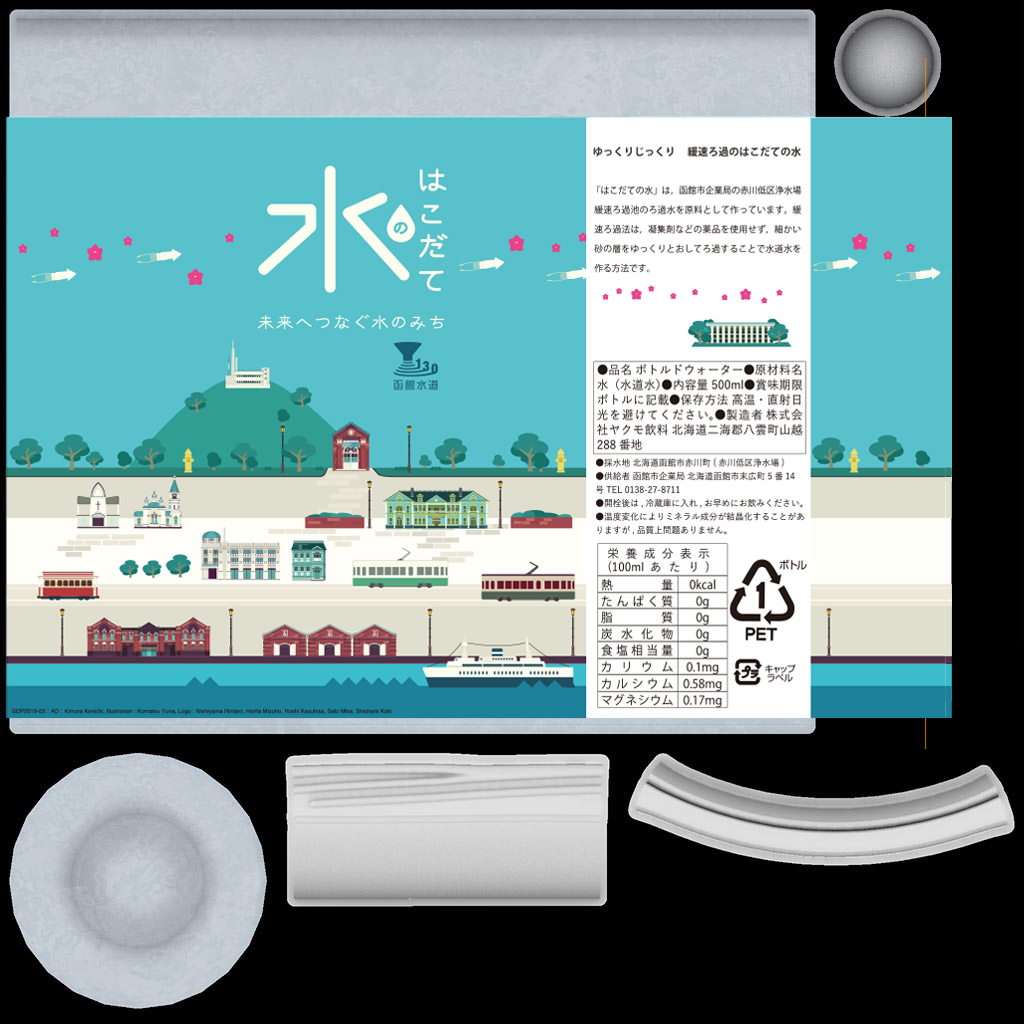 はこだて
水の
未来へつなぐ水のみち
130
函館水道
GDP2019-03 : AD : Kimura Kenichi, Illustration : Komatsu Yuria, Logo : Nishiyama Rintaro, Horita Mizuho, Hoshi Kazuhisa, Sato Mika, Shishara Koki
ゆっくりじっくり 緩速ろ過のはこだての水
「はこだての水」は，函館市企業局の赤川低区浄水場
緩速ろ過池のろ過水を原料として作っています。緩
速ろ過法は，凝集剤などの薬品を使用せず，細かい
砂の層をゆっくりとおしてろ過することで水道水を
作る方法です。
●品名 ボトルドウォーター●原材料名
水（水道水）●内容量 500ml●賞味期限
ボトルに記載●保存方法 高温・直射日
光を避けてください。●製造者 株式会
社ヤクモ飲料 北海道二海郡八雲町山越
288 番地
●採水地 北海道函館市赤川町（赤川低区浄水場）
●供給者 函館市企業局 北海道函館市末広町 5 番 14
号 TEL 0138-27-8711
●開栓後は，冷蔵庫に入れ，お早めにお飲みください。
●温度変化によりミネラル成分が結晶化することがあ
りますが，品質上問題ありません。
栄養成分表示
（100ml あたり）
熱量 0kcal
たんぱく質 0g
脂質 0g
炭水化物 0g
食塩相当量 0g
カリウム 0.1mg
カルシウム 0.58mg
マグネシウム 0.17mg
ボトル
1
PET
プラ
キャップ
ラベル